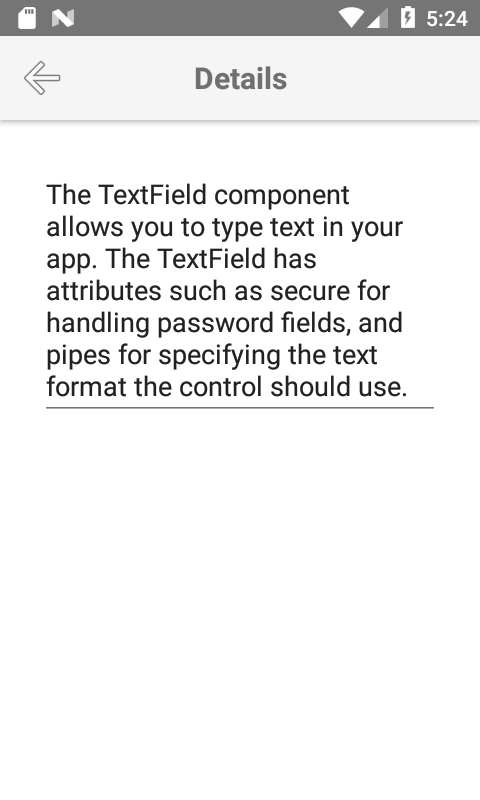 5:24
Details
The TextField component
allows you to type text in your
app. The TextField has
attributes such as secure for
handling password fields, and
pipes for specifying the text
format the control should use.